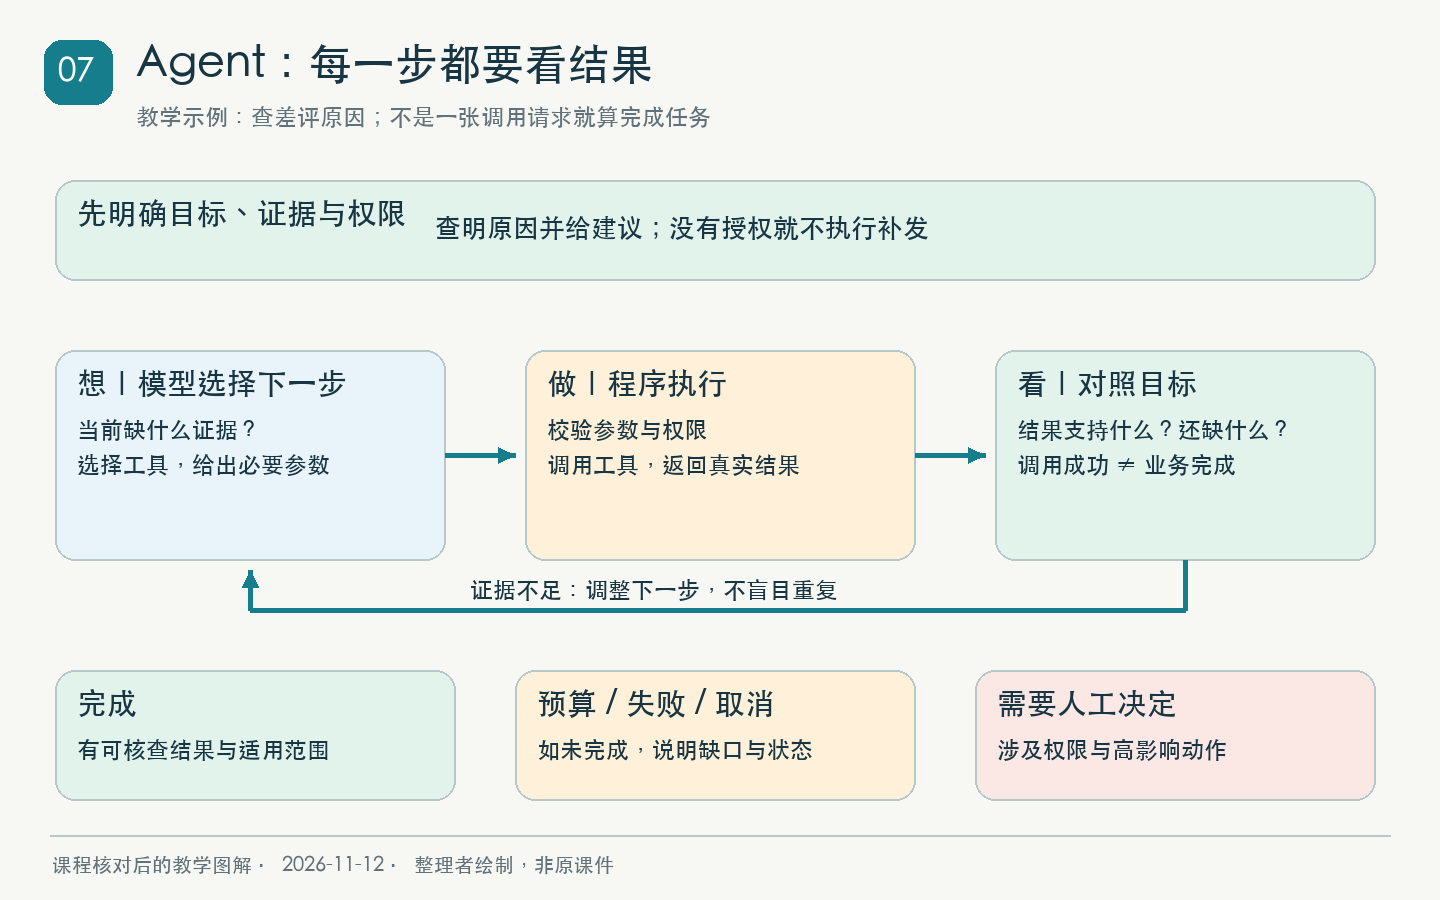 07
Agent：每一步都要看结果
教学示例：查差评原因；不是一张调用请求就算完成任务
先明确目标、证据与权限
查明原因并给建议；没有授权就不执行补发
想｜模型选择下一步
当前缺什么证据？
选择工具，给出必要参数
做｜程序执行
校验参数与权限
调用工具，返回真实结果
看｜对照目标
结果支持什么？还缺什么？
调用成功 ≠ 业务完成
证据不足：调整下一步，不盲目重复
完成
有可核查结果与适用范围
预算 / 失败 / 取消
如未完成，说明缺口与状态
需要人工决定
涉及权限与高影响动作
课程核对后的教学图解· 2026-11-12· 整理者绘制，非原课件